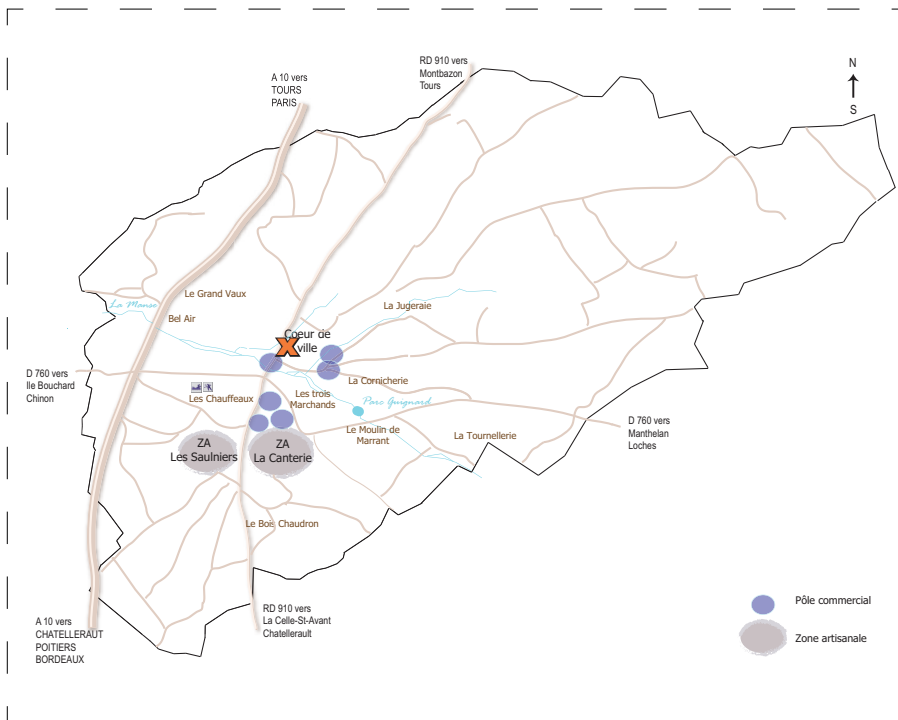 RD 910 vers
Montbazon
Tours
N
S
A 10 vers
TOURS
PARIS
Le Grand Vaux
La Manse
Bel Air
La Jugeraie
Coeur de
ville
D 760 vers
Ile Bouchard
Chinon
La Cornicherie
Les Chauffeaux
Les trois
Marchands
Parc Guignard
D 760 vers
Manthelan
Loches
Le Moulin de
Marrant
La Tournellerie
ZA
Les Saulniers
ZA
La Canterie
Le Bois Chaudron
A 10 vers
CHATELLERAUT
POITIERS
BORDEAUX
RD 910 vers
La Celle-St-Avant
Chatellerault
Pôle commercial
Zone artisanale